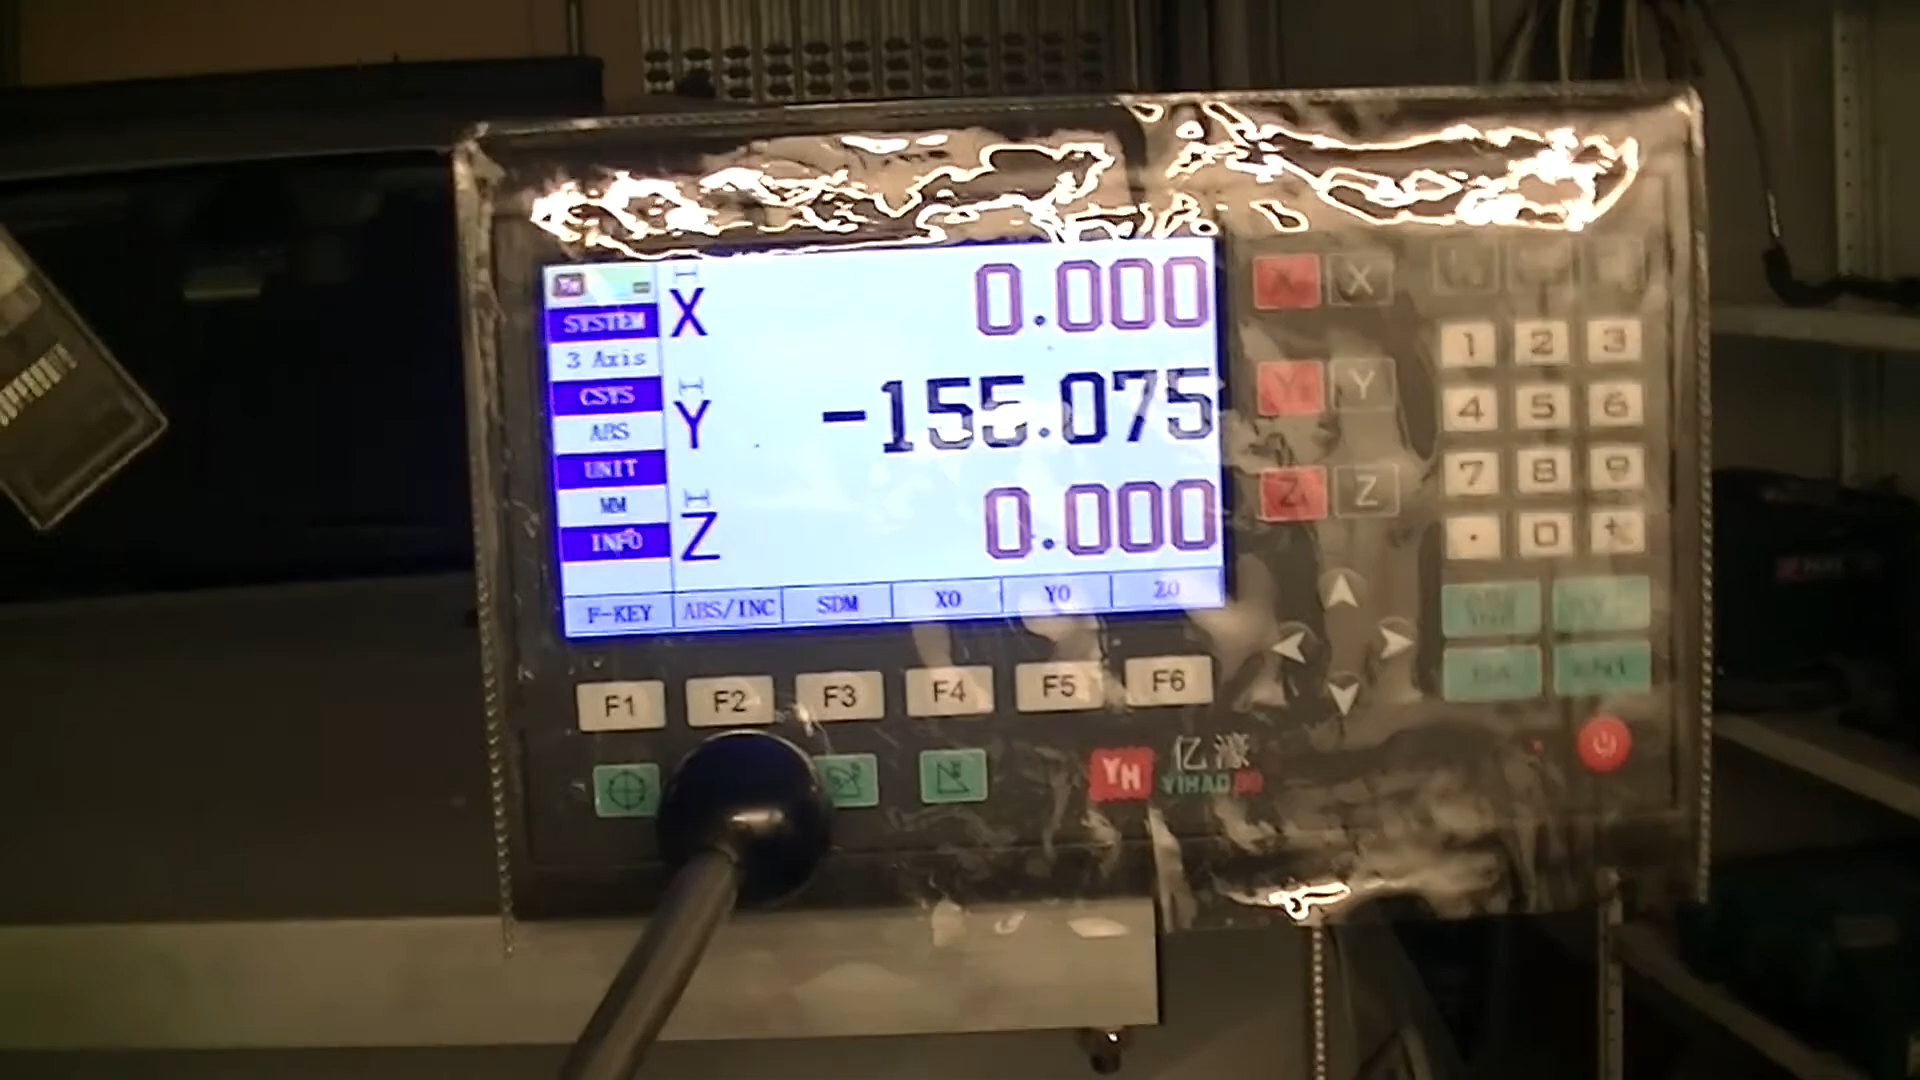 X 0.000
SYSTEM
3 Axis
CSYS
Y -155.075
ABS
UNIT
MM
Z 0.000
INFO
F-KEY ABS/INC SDM X0 Y0 Z0
F1 F2 F3 F4 F5 F6
X
Y
Z
1 2 3
4 5 6
7 8 9
. 0
ENT
YH 亿濠
YIHAO